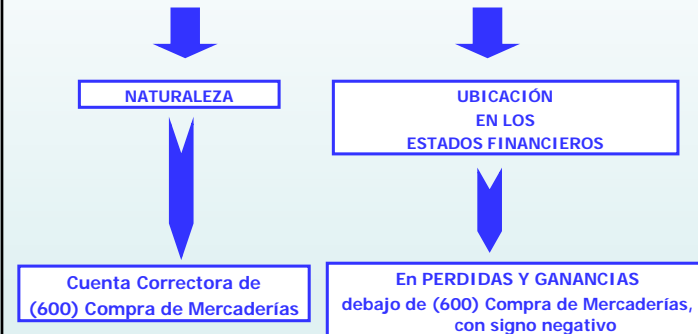 NATURALEZA
UBICACIÓN
EN LOS
ESTADOS FINANCIEROS
Cuenta Correctora de
(600) Compra de Mercaderías
En PERDIDAS Y GANANCIAS
debajo de (600) Compra de Mercaderías,
con signo negativo